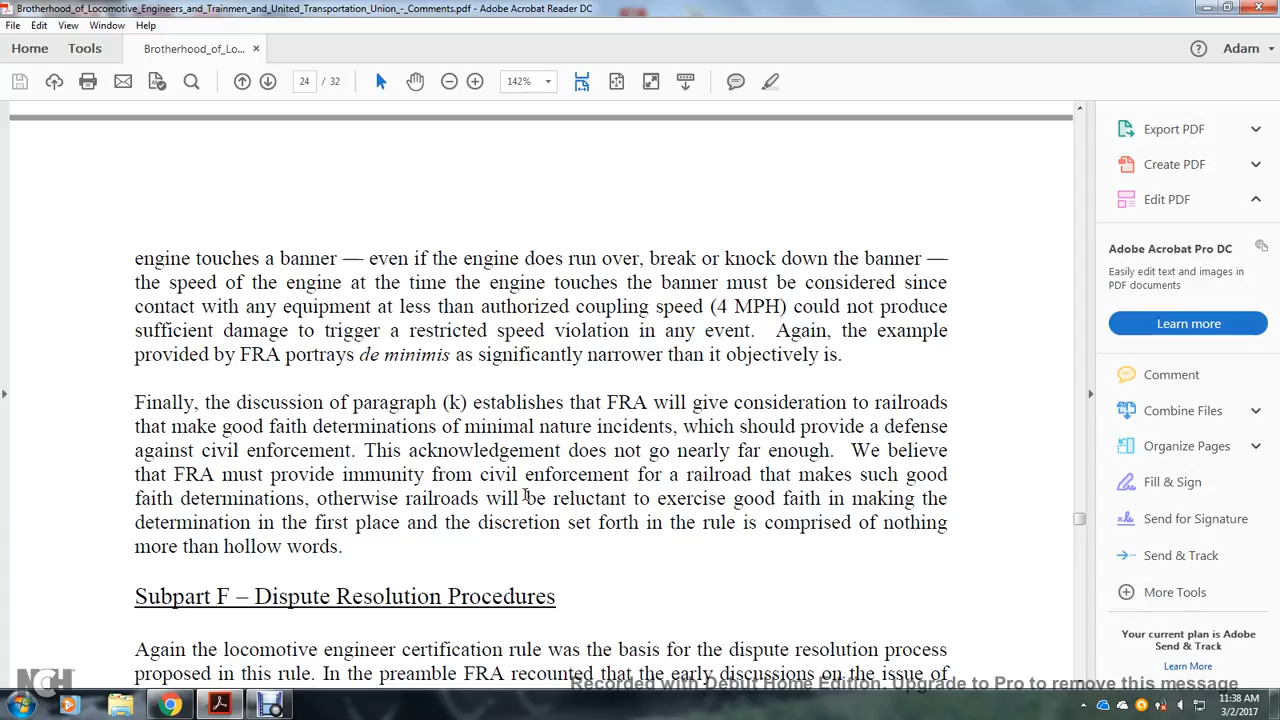 Brotherhood_of_Locomotive_Engineers_and_Trainmen_and_United_Transportation_Union_-_Comments.pdf - Adobe Acrobat Reader DC
File Edit View Window Help
Home Tools Brotherhood_of_Lo... × Adam
24 / 32 142%
engine touches a banner — even if the engine does run over, break or knock down the banner —
the speed of the engine at the time the engine touches the banner must be considered since
contact with any equipment at less than authorized coupling speed (4 MPH) could not produce
sufficient damage to trigger a restricted speed violation in any event. Again, the example
provided by FRA portrays de minimis as significantly narrower than it objectively is.
Finally, the discussion of paragraph (k) establishes that FRA will give consideration to railroads
that make good faith determinations of minimal nature incidents, which should provide a defense
against civil enforcement. This acknowledgement does not go nearly far enough. We believe
that FRA must provide immunity from civil enforcement for a railroad that makes such good
faith determinations, otherwise railroads will be reluctant to exercise good faith in making the
determination in the first place and the discretion set forth in the rule is comprised of nothing
more than hollow words.
Subpart F – Dispute Resolution Procedures
Again the locomotive engineer certification rule was the basis for the dispute resolution process
proposed in this rule. In the preamble FRA recounted that the early discussions on the issue of
Export PDF
Create PDF
Edit PDF
Adobe Acrobat Pro DC
Easily edit text and images in
PDF documents
Learn more
Comment
Combine Files
Organize Pages
Fill & Sign
Send for Signature
Send & Track
More Tools
Your current plan is Adobe
Send & Track
Learn More
NCH
Recorded with Debut Home Edition. Upgrade to Pro to remove this message
11:38 AM
3/2/2017